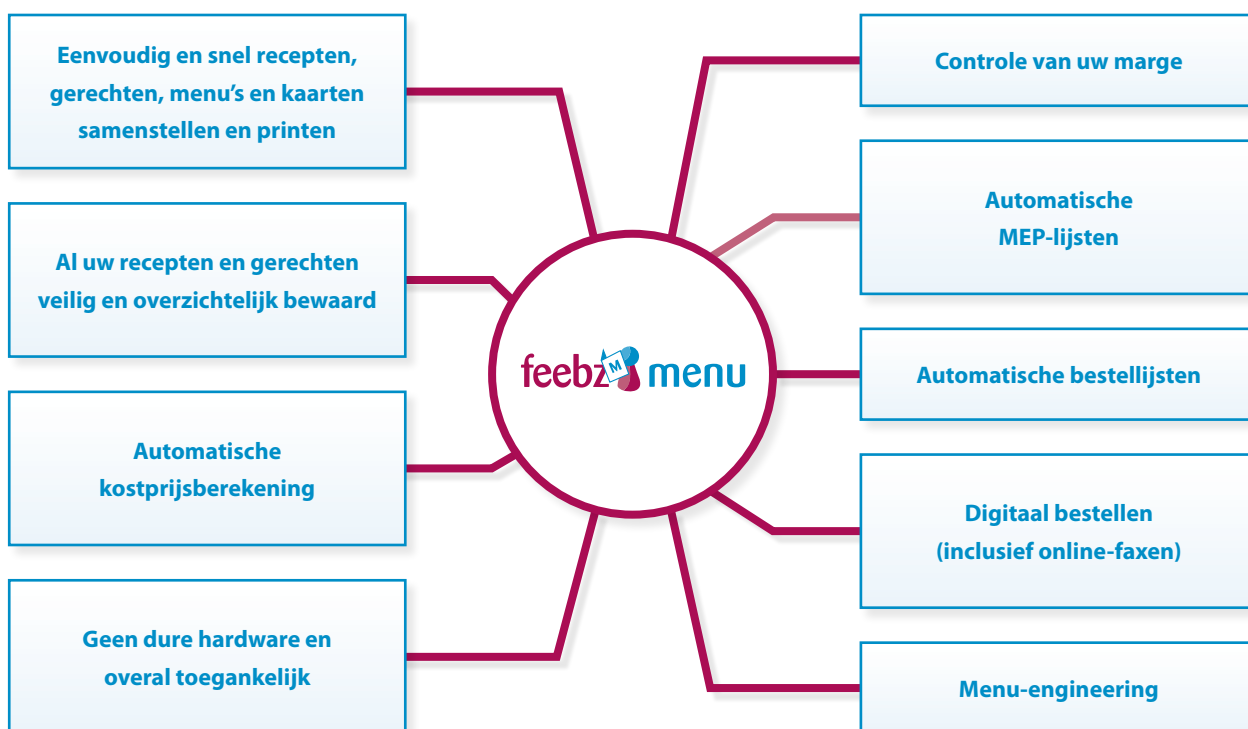 Eenvoudig en snel recepten,
gerechten, menu’s en kaarten
samenstellen en printen
Al uw recepten en gerechten
veilig en overzichtelijk bewaard
Automatische
kostprijsberekening
Geen dure hardware en
overal toegankelijk
feebz M menu
Controle van uw marge
Automatische
MEP-lijsten
Automatische bestellijsten
Digitaal bestellen
(inclusief online-faxen)
Menu-engineering